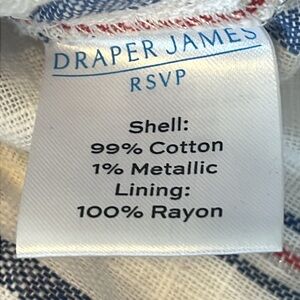 DRAPER JAMES
RSVP
Shell:
99% Cotton
1% Metallic
Lining:
100% Rayon